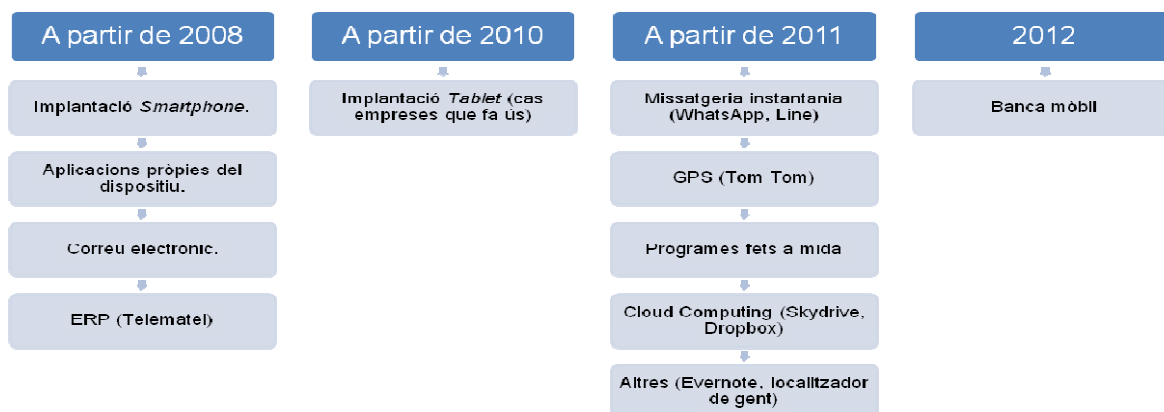 A partir de 2008
Implantació Smartphone.
Aplicacions pròpies del
dispositiu.
Correu electrònic.
ERP (Telematel)
A partir de 2010
Implantació Tablet (cas
empreses que fa ús)
A partir de 2011
Missatgeria instantania
(WhatsApp, Line)
GPS (Tom Tom)
Programes fets a mida
Cloud Computing (Skydrive,
Dropbox)
Altres (Evernote, localitzador
de gent)
2012
Banca mòbil